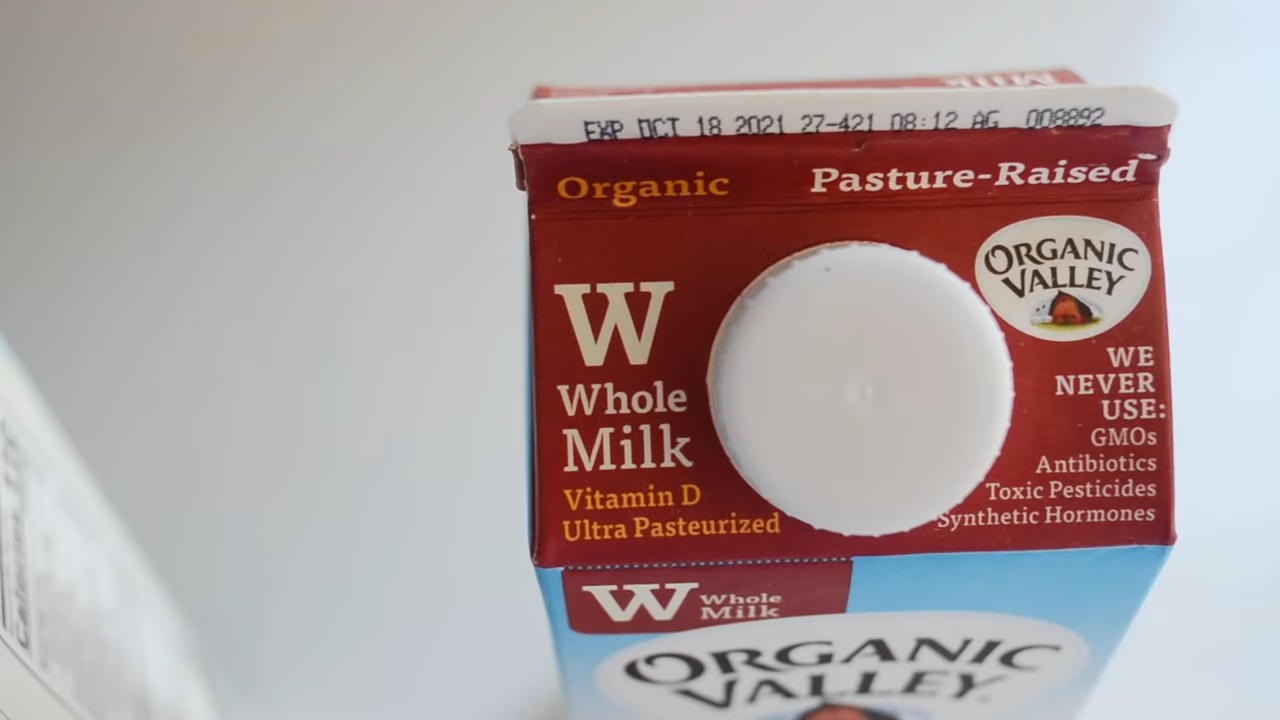 Milk
EXP OCT 18 2021 27-421 08:12 AG 008892
Organic
Pasture-Raised
ORGANIC
VALLEY
W
Whole
Milk
Vitamin D
Ultra Pasteurized
WE
NEVER
USE:
GMOs
Antibiotics
Toxic Pesticides
Synthetic Hormones
W Whole
Milk
ORGANIC
VALLEY